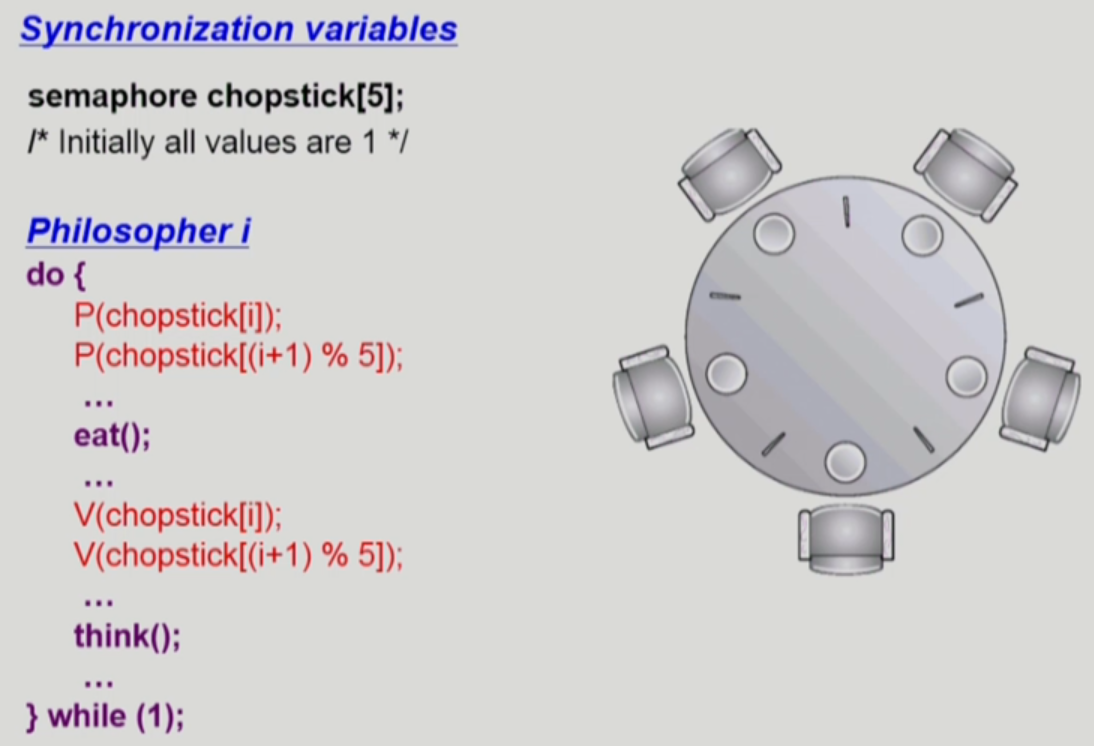 Synchronization variables
semaphore chopstick[5];
/* Initially all values are 1 */
Philosopher i
do {
P(chopstick[i]);
P(chopstick[(i+1) % 5]);
...
eat();
...
V(chopstick[i]);
V(chopstick[(i+1) % 5]);
...
think();
...
} while (1);